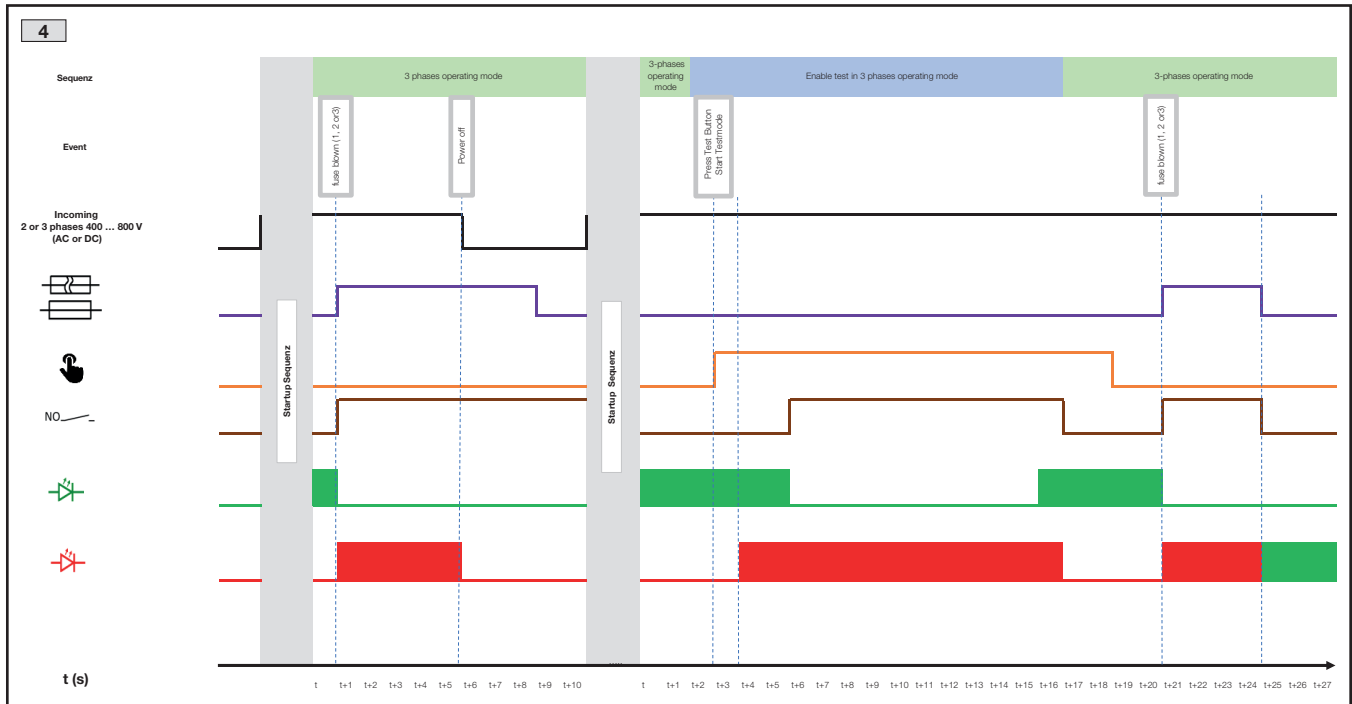 4
Sequenz
3 phases operating mode
3-phases
operating
mode
Enable test in 3 phases operating mode
3-phases operating mode
Event
fuse blown (1, 2 or3)
Power off
Press Test Button
Start Testmode
fuse blown (1, 2 or3)
Incoming
2 or 3 phases 400 ... 800 V
(AC or DC)
Startup Sequenz
Startup Sequenz
NO
.....
t (s)
t t+1 t+2 t+3 t+4 t+5 t+6 t+7 t+8 t+9 t+10 t t+1 t+2 t+3 t+4 t+5 t+6 t+7 t+8 t+9 t+10 t+11 t+12 t+13 t+14 t+15 t+16 t+17 t+18 t+19 t+20 t+21 t+22 t+23 t+24 t+25 t+26 t+27